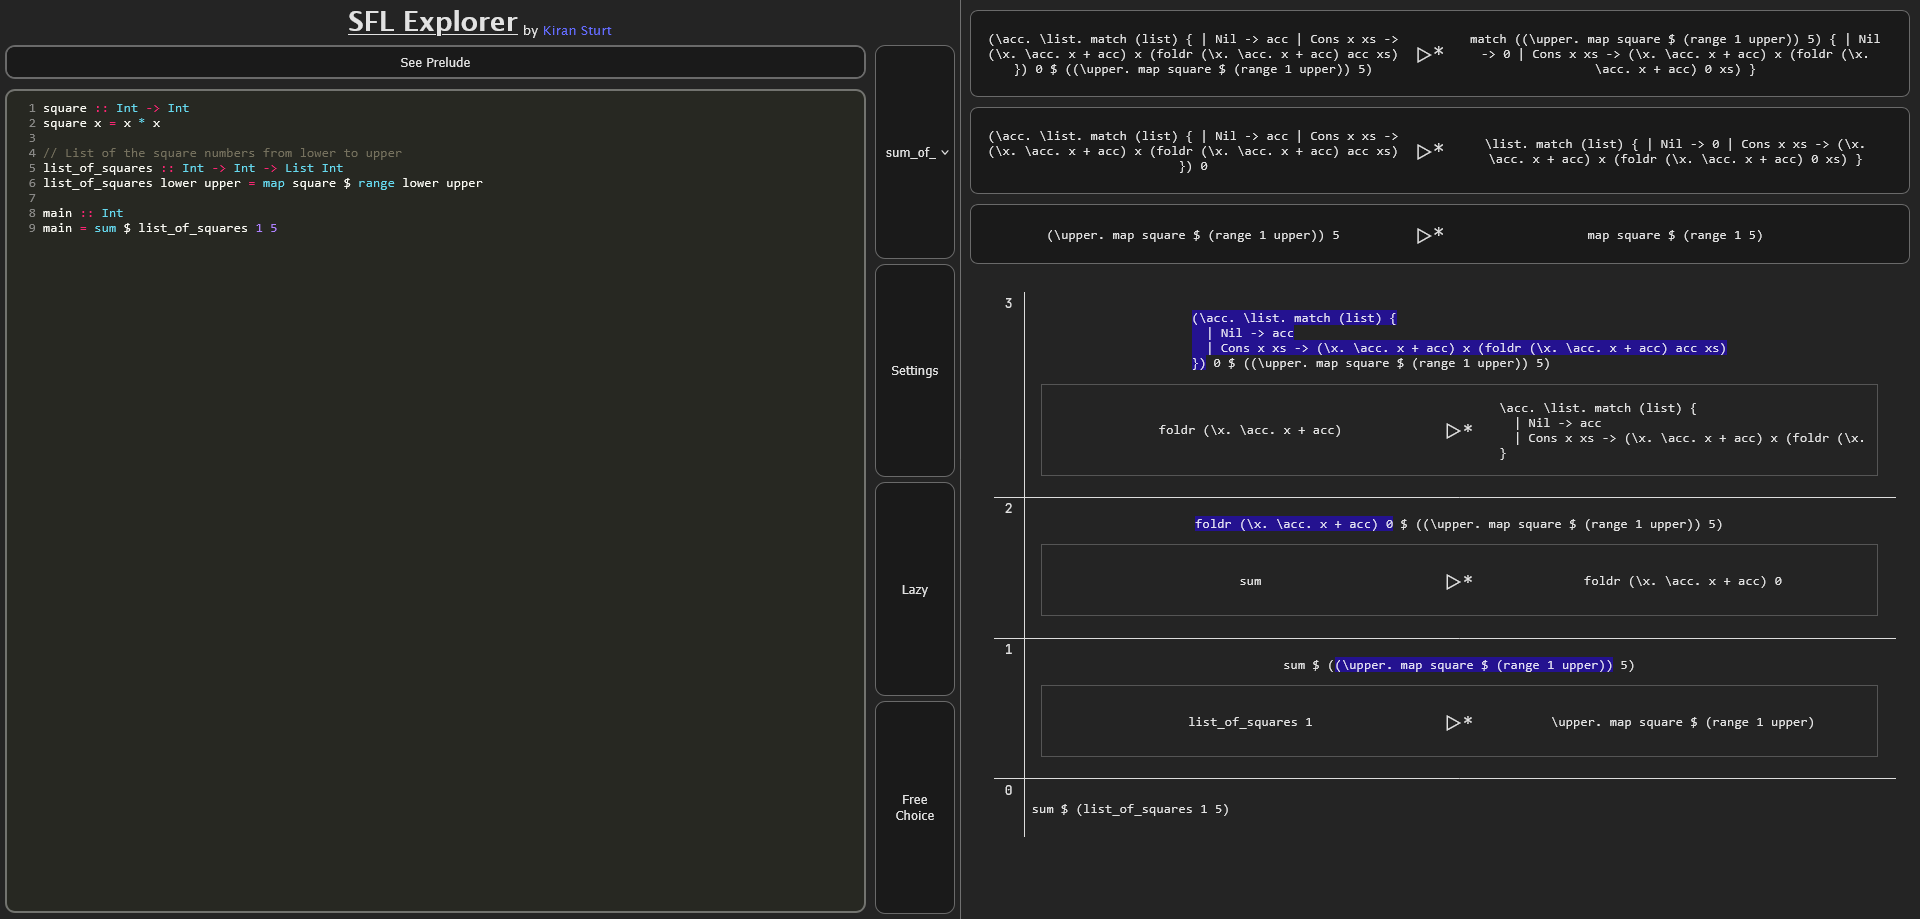 SFL Explorer by Kiran Sturt
See Prelude
1 square :: Int -> Int
2 square x = x * x
3
4 // List of the square numbers from lower to upper
5 list_of_squares :: Int -> Int -> List Int
6 list_of_squares lower upper = map square $ range lower upper
7
8 main :: Int
9 main = sum $ list_of_squares 1 5
sum_of_
Settings
Lazy
Free
Choice
(\acc. \list. match (list) { | Nil -> acc | Cons x xs ->
(\x. \acc. x + acc) x (foldr (\x. \acc. x + acc) acc xs)
}) 0 $ ((\upper. map square $ (range 1 upper)) 5)
▷*
match ((\upper. map square $ (range 1 upper)) 5) { | Nil
-> 0 | Cons x xs -> (\x. \acc. x + acc) x (foldr (\x.
\acc. x + acc) 0 xs) }
(\acc. \list. match (list) { | Nil -> acc | Cons x xs ->
(\x. \acc. x + acc) x (foldr (\x. \acc. x + acc) acc xs)
}) 0
▷*
\list. match (list) { | Nil -> 0 | Cons x xs -> (\x.
\acc. x + acc) x (foldr (\x. \acc. x + acc) 0 xs) }
(\upper. map square $ (range 1 upper)) 5
▷*
map square $ (range 1 5)
3
(\acc. \list. match (list) {
| Nil -> acc
| Cons x xs -> (\x. \acc. x + acc) x (foldr (\x. \acc. x + acc) acc xs)
}) 0 $ ((\upper. map square $ (range 1 upper)) 5)
foldr (\x. \acc. x + acc)
▷*
\acc. \list. match (list) {
| Nil -> acc
| Cons x xs -> (\x. \acc. x + acc) x (foldr (\x.
}
2
foldr (\x. \acc. x + acc) 0 $ ((\upper. map square $ (range 1 upper)) 5)
sum
▷*
foldr (\x. \acc. x + acc) 0
1
sum $ ((\upper. map square $ (range 1 upper)) 5)
list_of_squares 1
▷*
\upper. map square $ (range 1 upper)
0
sum $ (list_of_squares 1 5)